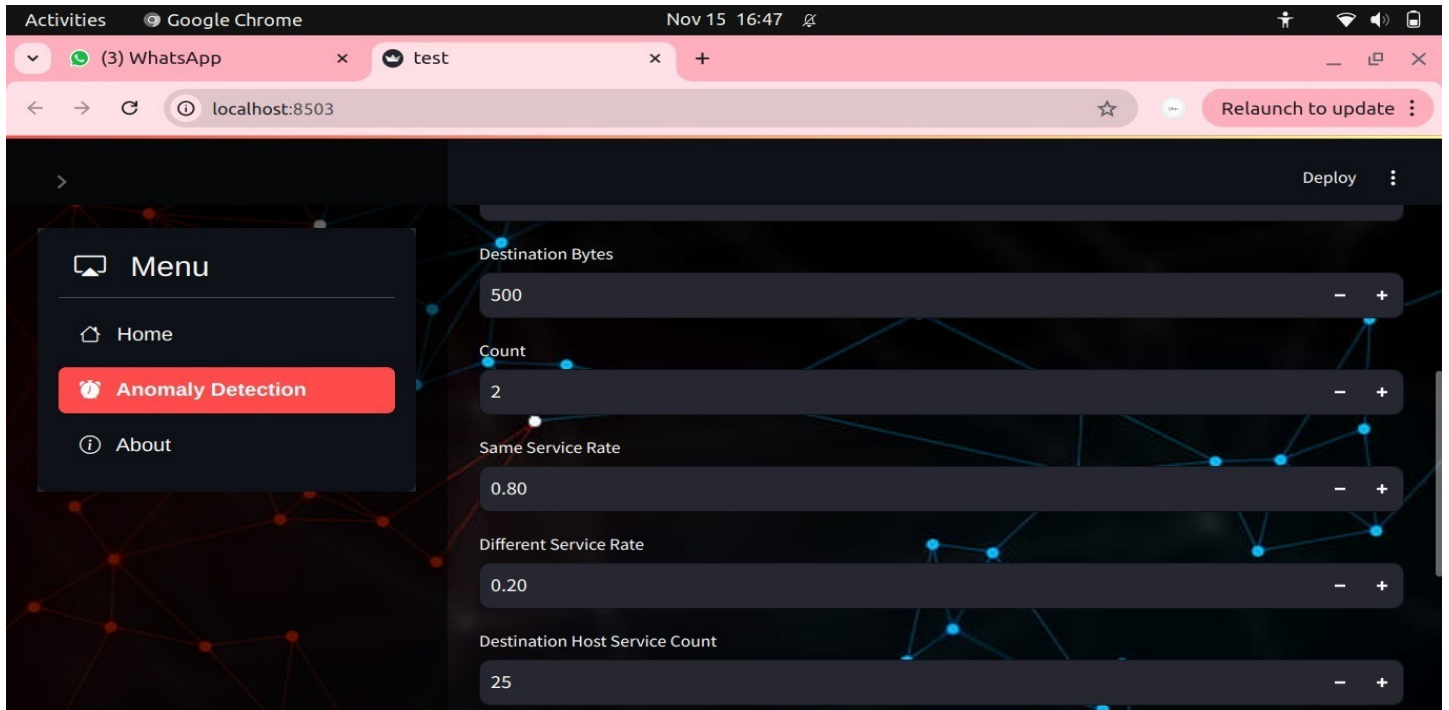 Activities Google Chrome Nov 15 16:47
(3) WhatsApp test
localhost:8503 Relaunch to update
Deploy
Menu
Home
Anomaly Detection
About
Destination Bytes
500
Count
2
Same Service Rate
0.80
Different Service Rate
0.20
Destination Host Service Count
25